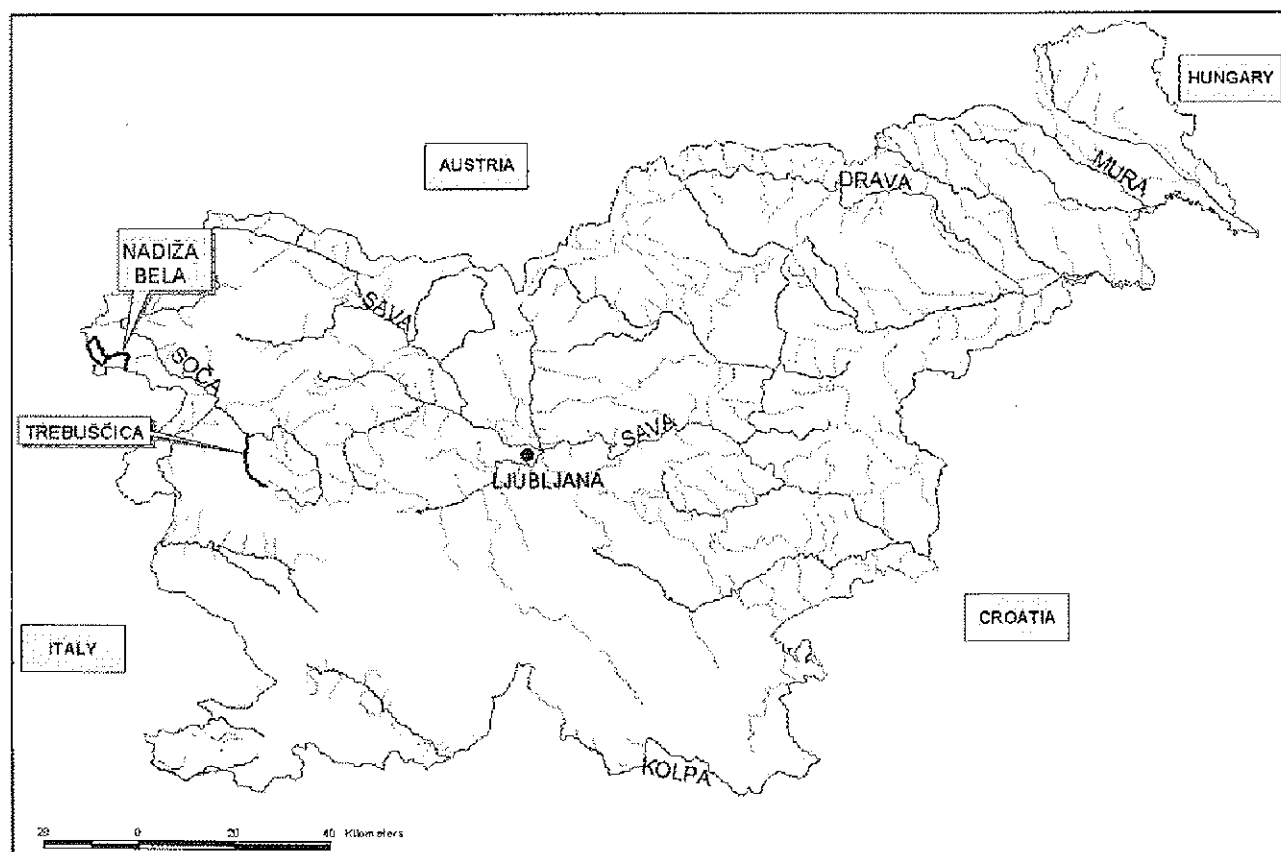 HUNGARY
AUSTRIA
MURA
DRAVA
NADIŽA
BELA
SAVA
SOČA
TREBUŠČICA
SAVA
LJUBLJANA
CROATIA
ITALY
KOLPA
20 0 20 40 Kilometers